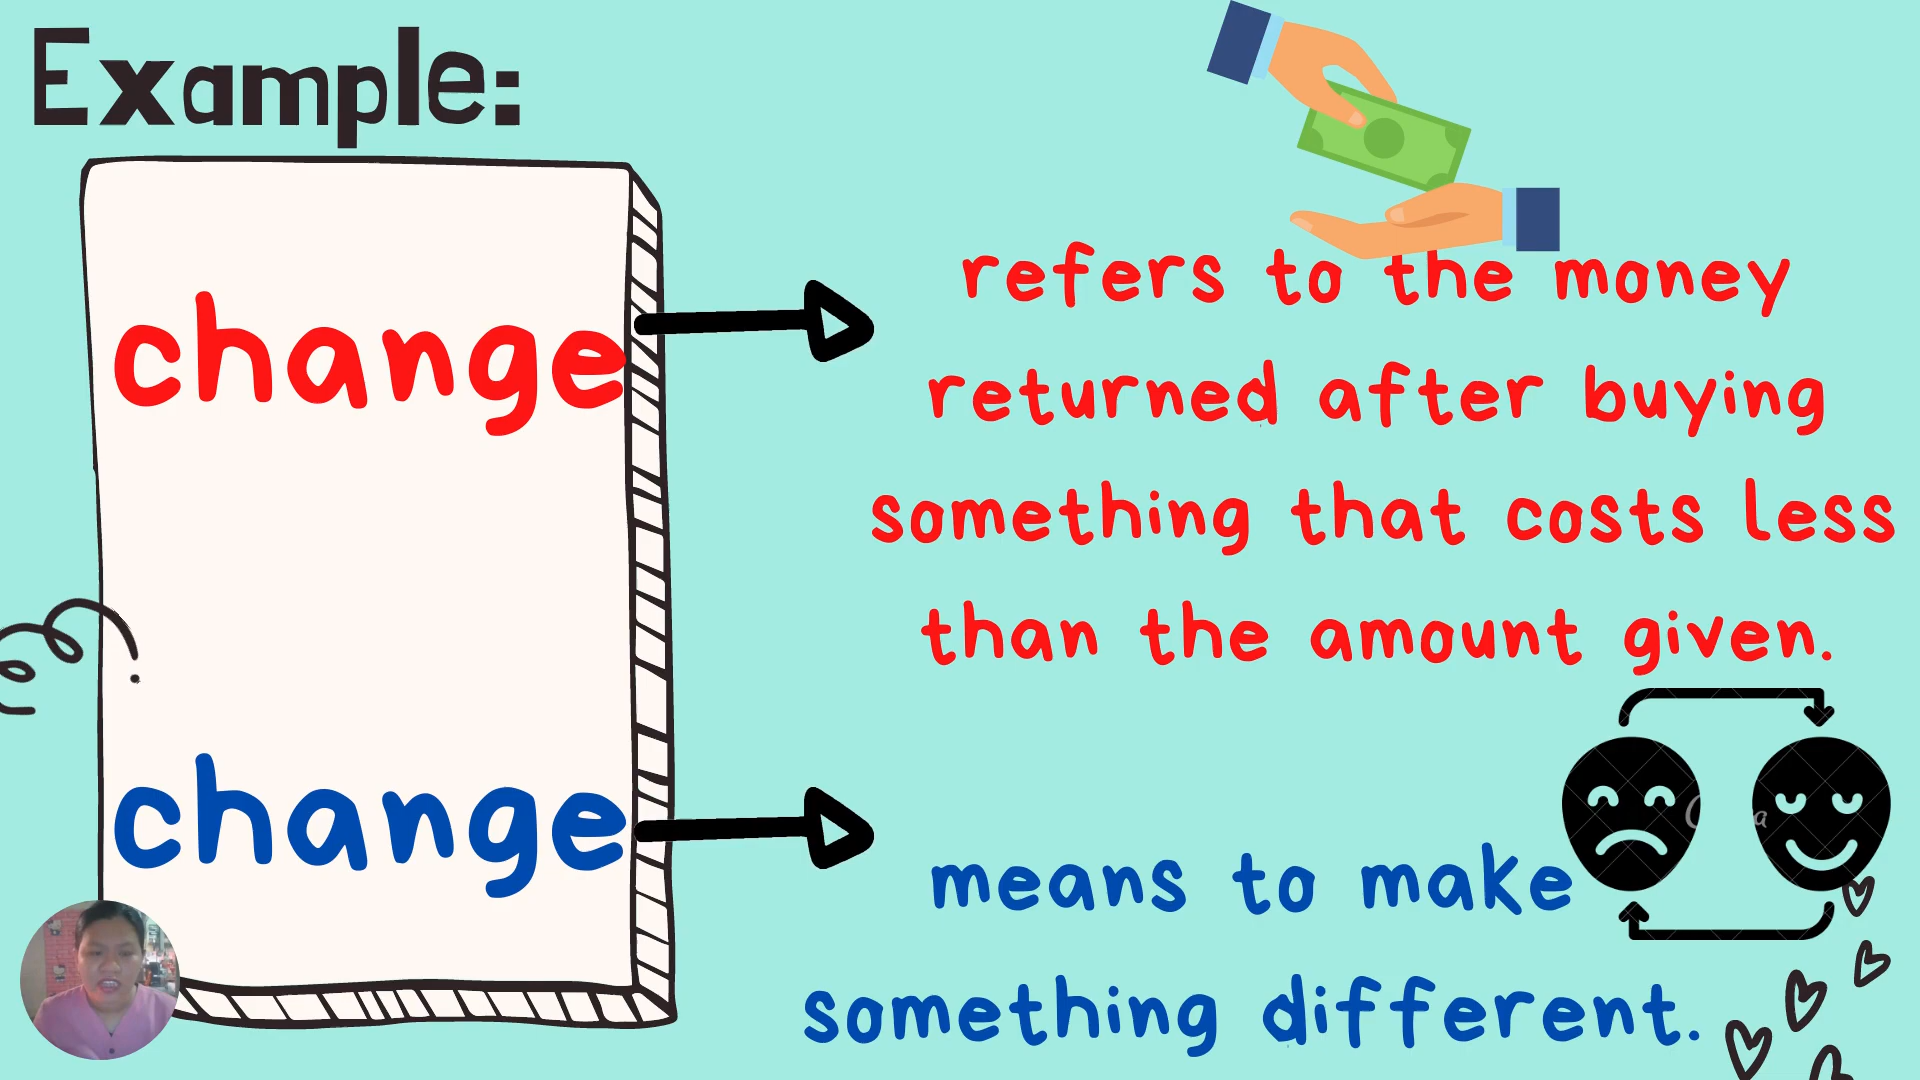 Example:
change
refers to the money
returned after buying
something that costs less
than the amount given.
change
means to make
something different.